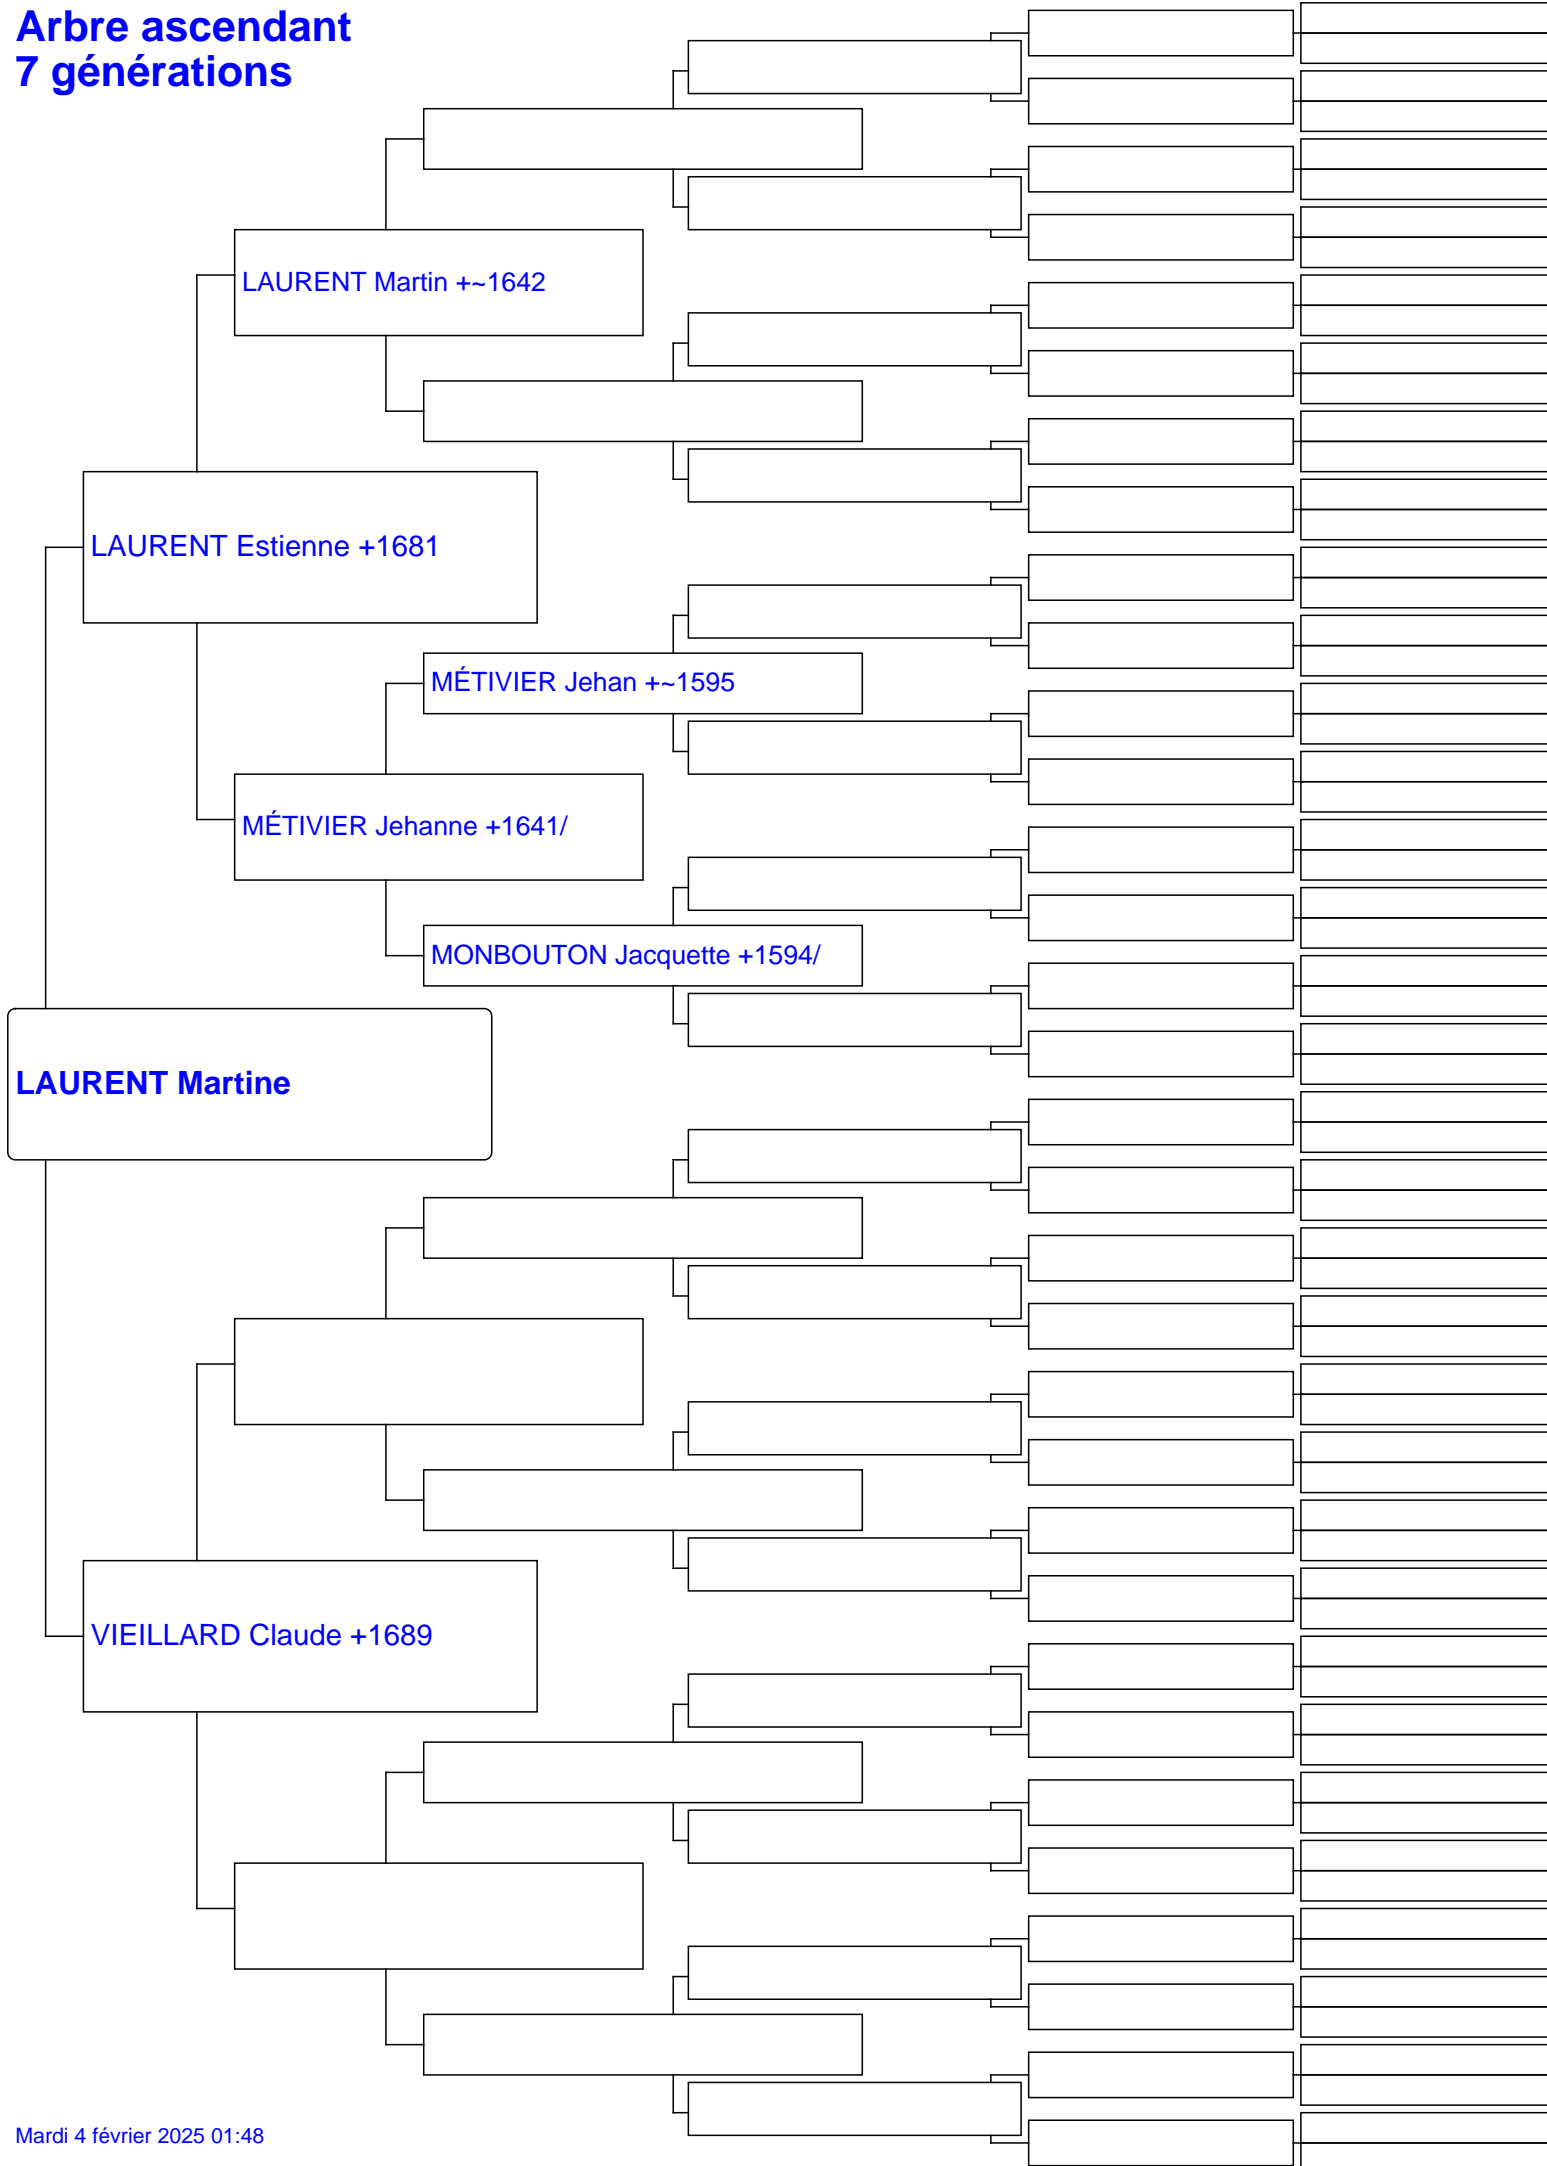 Arbre ascendant
7 générations
LAURENT Martin +~1642
LAURENT Estienne +1681
MÉTIVIER Jehan +~1595
MÉTIVIER Jehanne +1641/
MONBOUTON Jacquette +1594/
LAURENT Martine
VIEILLARD Claude +1689
Mardi 4 février 2025 01:48